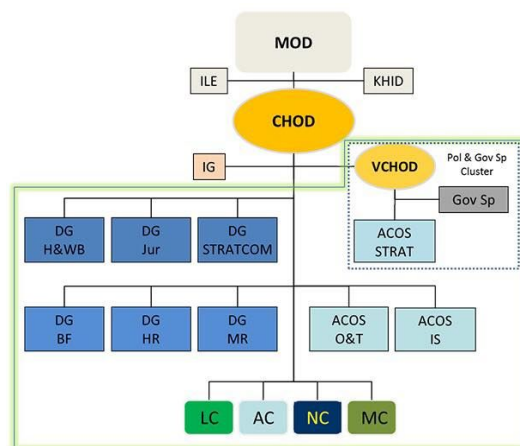 MOD
ILE
KHID
CHOD
IG
VCHOD
Pol & Gov Sp
Cluster
Gov Sp
ACOS
STRAT
DG
H&WB
DG
Jur
DG
STRATCOM
DG
BF
DG
HR
DG
MR
ACOS
O&T
ACOS
IS
LC
AC
NC
MC